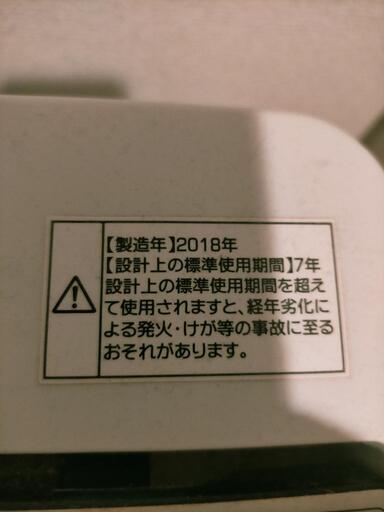 【製造年】2018年
【設計上の標準使用期間】7年
設計上の標準使用期間を超え
て使用されますと、経年劣化に
よる発火・けが等の事故に至る
おそれがあります。